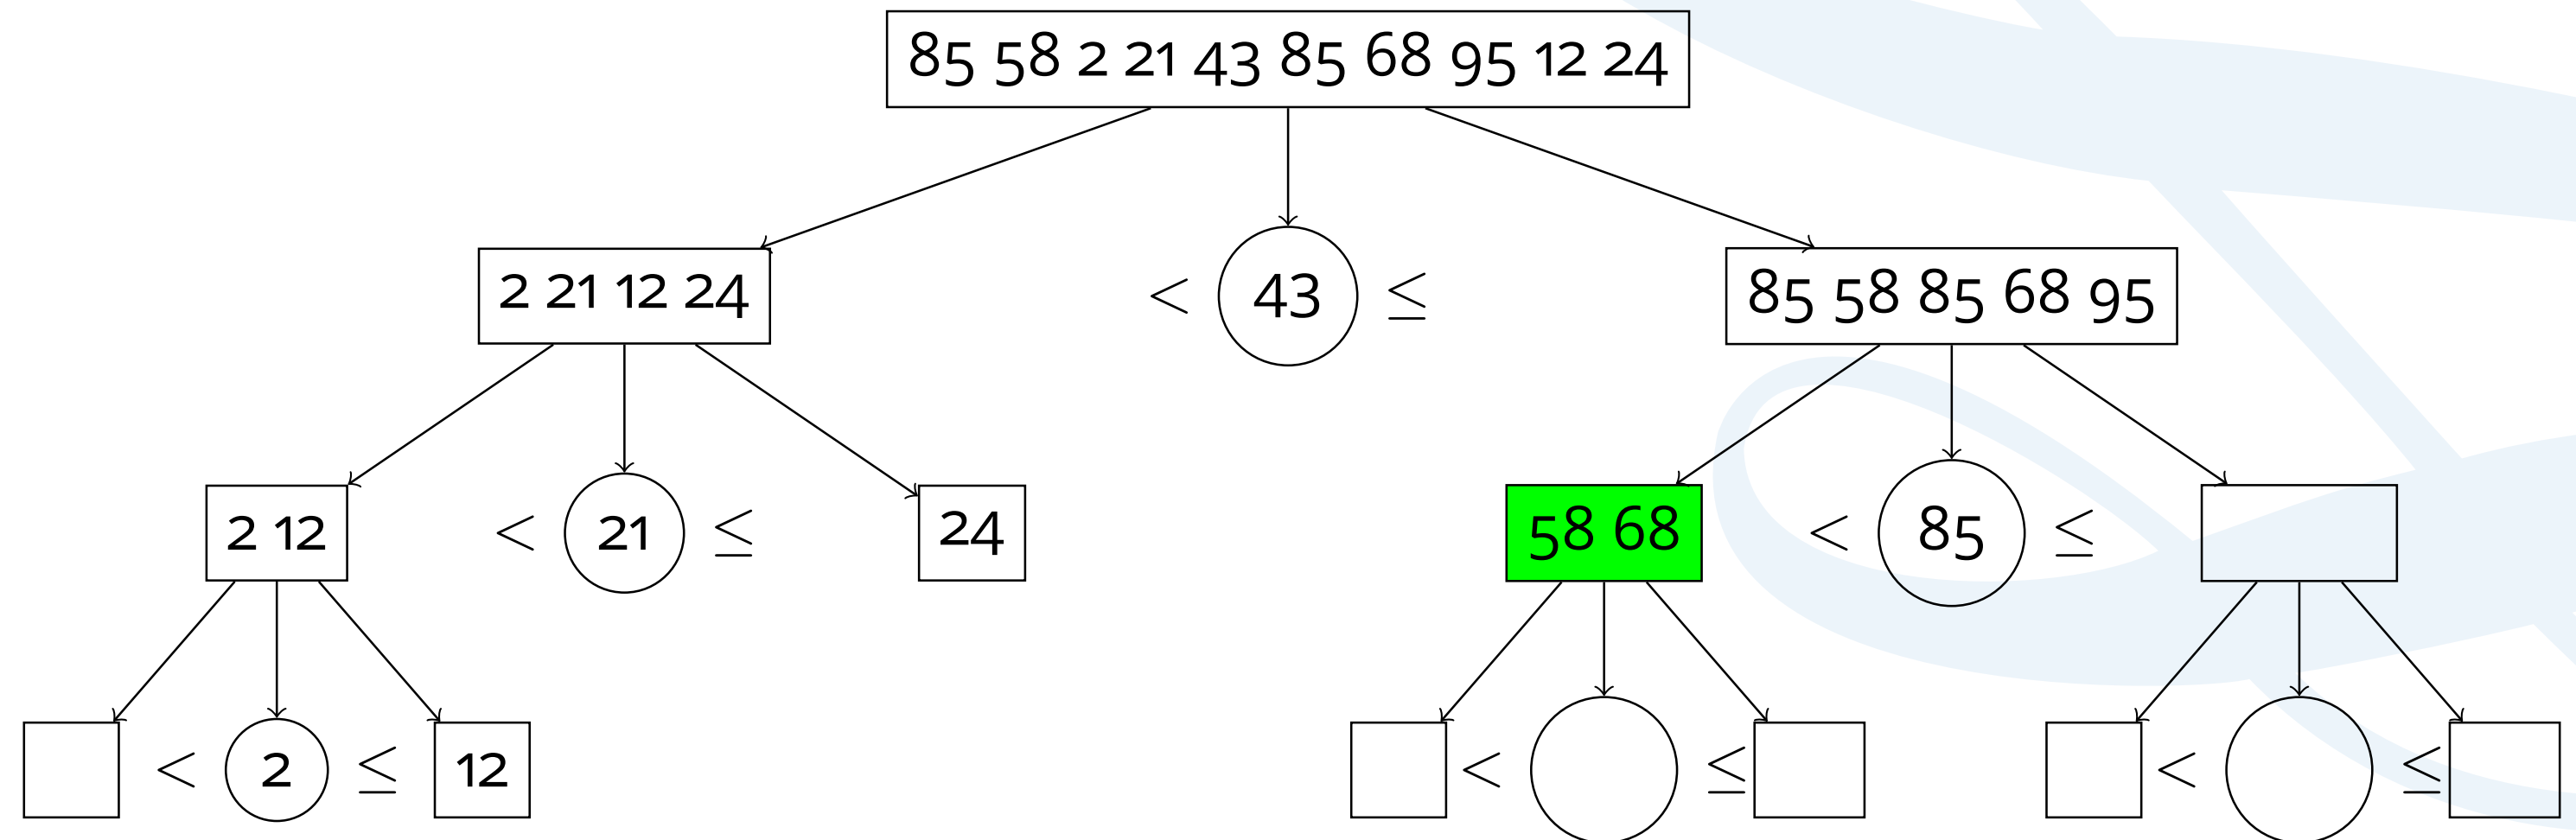 85 58 2 21 43 85 68 95 12 24
2 21 12 24 < 43 ≤ 85 58 85 68 95
2 12 < 21 ≤ 24 58 68 < 85 ≤
< 2 ≤ 12 < ≤ < ≤